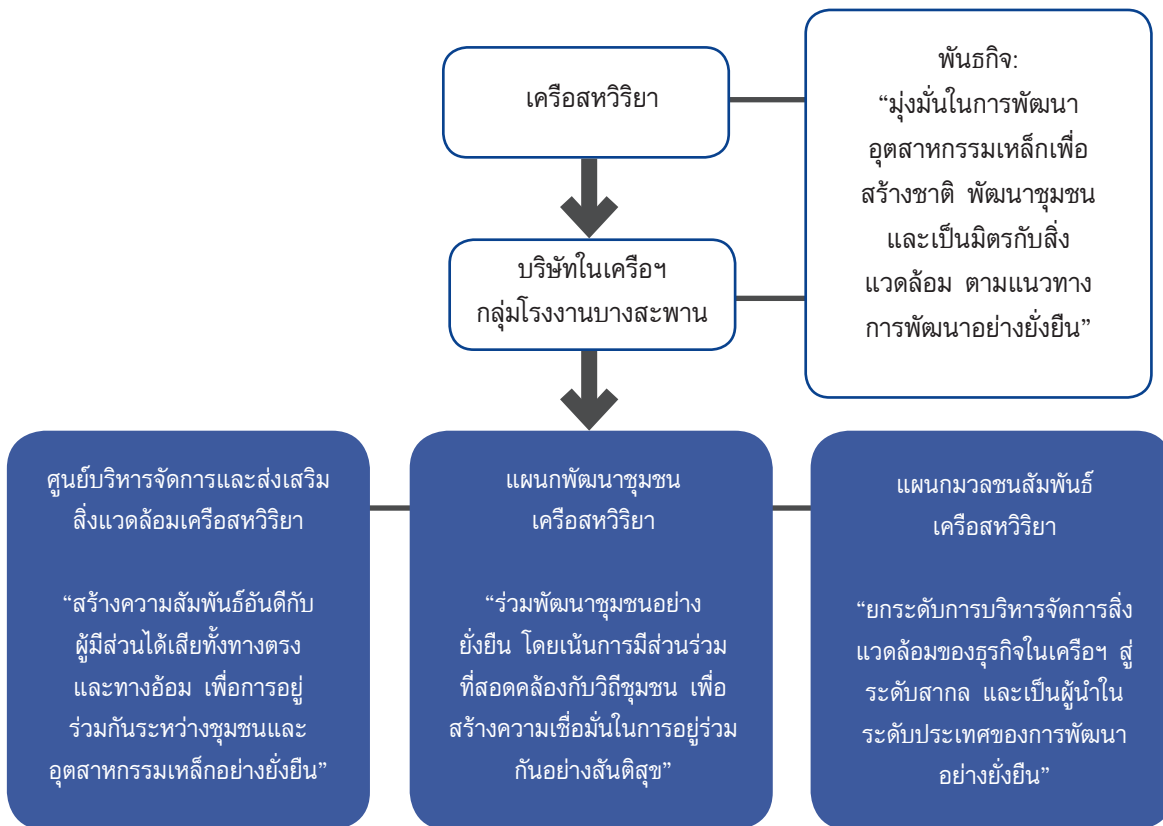 เครือสหวิริยา
พันธกิจ:
“มุ่งมั่นในการพัฒนา
อุตสาหกรรมเหล็กเพื่อ
สร้างชาติ พัฒนาชุมชน
และเป็นมิตรกับสิ่ง
แวดล้อม ตามแนวทาง
การพัฒนาอย่างยั่งยืน”
บริษัทในเครือฯ
กลุ่มโรงงานบางสะพาน
ศูนย์บริหารจัดการและส่งเสริม
สิ่งแวดล้อมเครือสหวิริยา
“สร้างความสัมพันธ์อันดีกับ
ผู้มีส่วนได้เสียทั้งทางตรง
และทางอ้อม เพื่อการอยู่
ร่วมกันระหว่างชุมชนและ
อุตสาหกรรมเหล็กอย่างยั่งยืน”
แผนกพัฒนาชุมชน
เครือสหวิริยา
“ร่วมพัฒนาชุมชนอย่าง
ยั่งยืน โดยเน้นการมีส่วนร่วม
ที่สอดคล้องกับวิถีชุมชน เพื่อ
สร้างความเชื่อมั่นในการอยู่ร่วม
กันอย่างสันติสุข”
แผนกมวลชนสัมพันธ์
เครือสหวิริยา
“ยกระดับการบริหารจัดการสิ่ง
แวดล้อมของธุรกิจในเครือฯ สู่
ระดับสากล และเป็นผู้นำใน
ระดับประเทศของการพัฒนา
อย่างยั่งยืน”